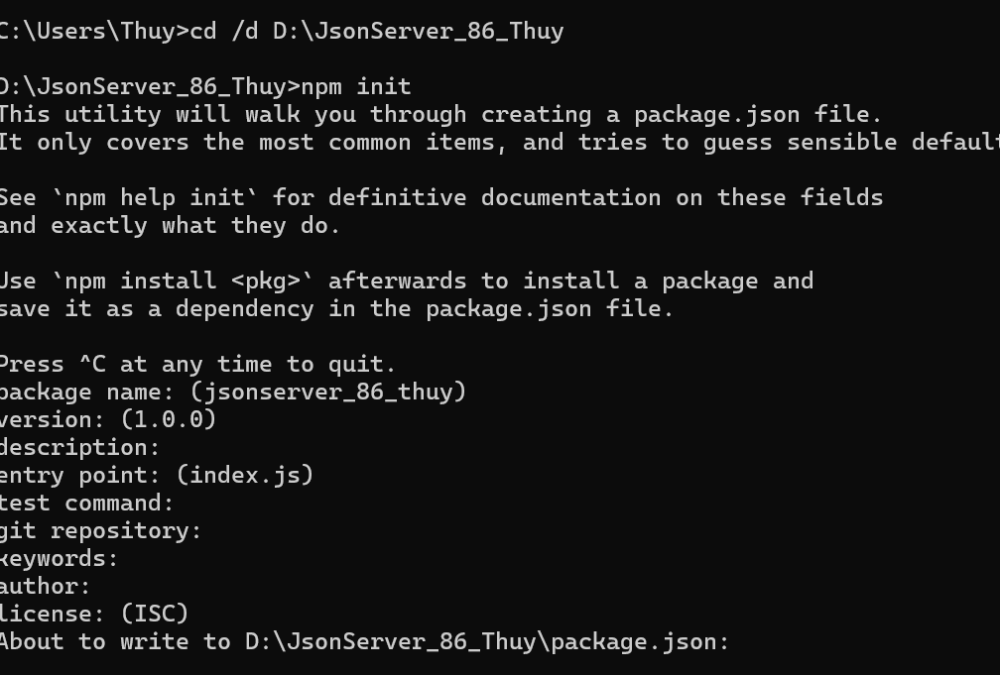 C:\Users\Thuy>cd /d D:\JsonServer_86_Thuy
D:\JsonServer_86_Thuy>npm init
This utility will walk you through creating a package.json file.
It only covers the most common items, and tries to guess sensible default
See `npm help init` for definitive documentation on these fields
and exactly what they do.
Use `npm install <pkg>` afterwards to install a package and
save it as a dependency in the package.json file.
Press ^C at any time to quit.
package name: (jsonserver_86_thuy)
version: (1.0.0)
description:
entry point: (index.js)
test command:
git repository:
keywords:
author:
license: (ISC)
About to write to D:\JsonServer_86_Thuy\package.json: